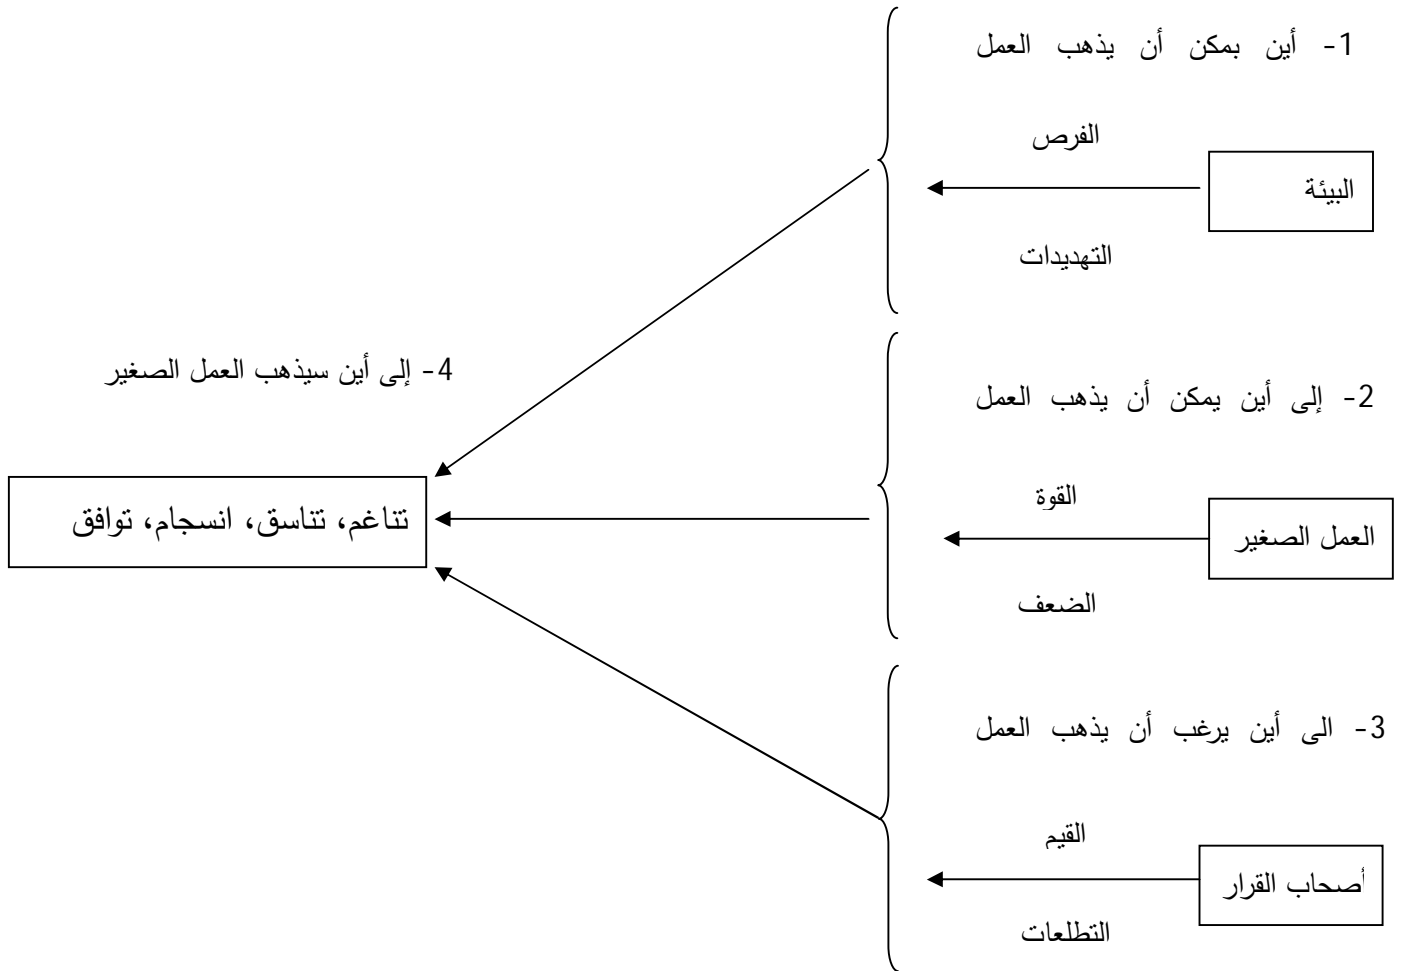 1- أين بمكن أن يذهب العمل
الفرص
البيئة
التهديدات
2- إلى أين يمكن أن يذهب العمل
القوة
العمل الصغير
الضعف
3- الى أين يرغب أن يذهب العمل
القيم
أصحاب القرار
التطلعات
4- إلى أين سيذهب العمل الصغير
تناغم، تناسق، انسجام، توافق